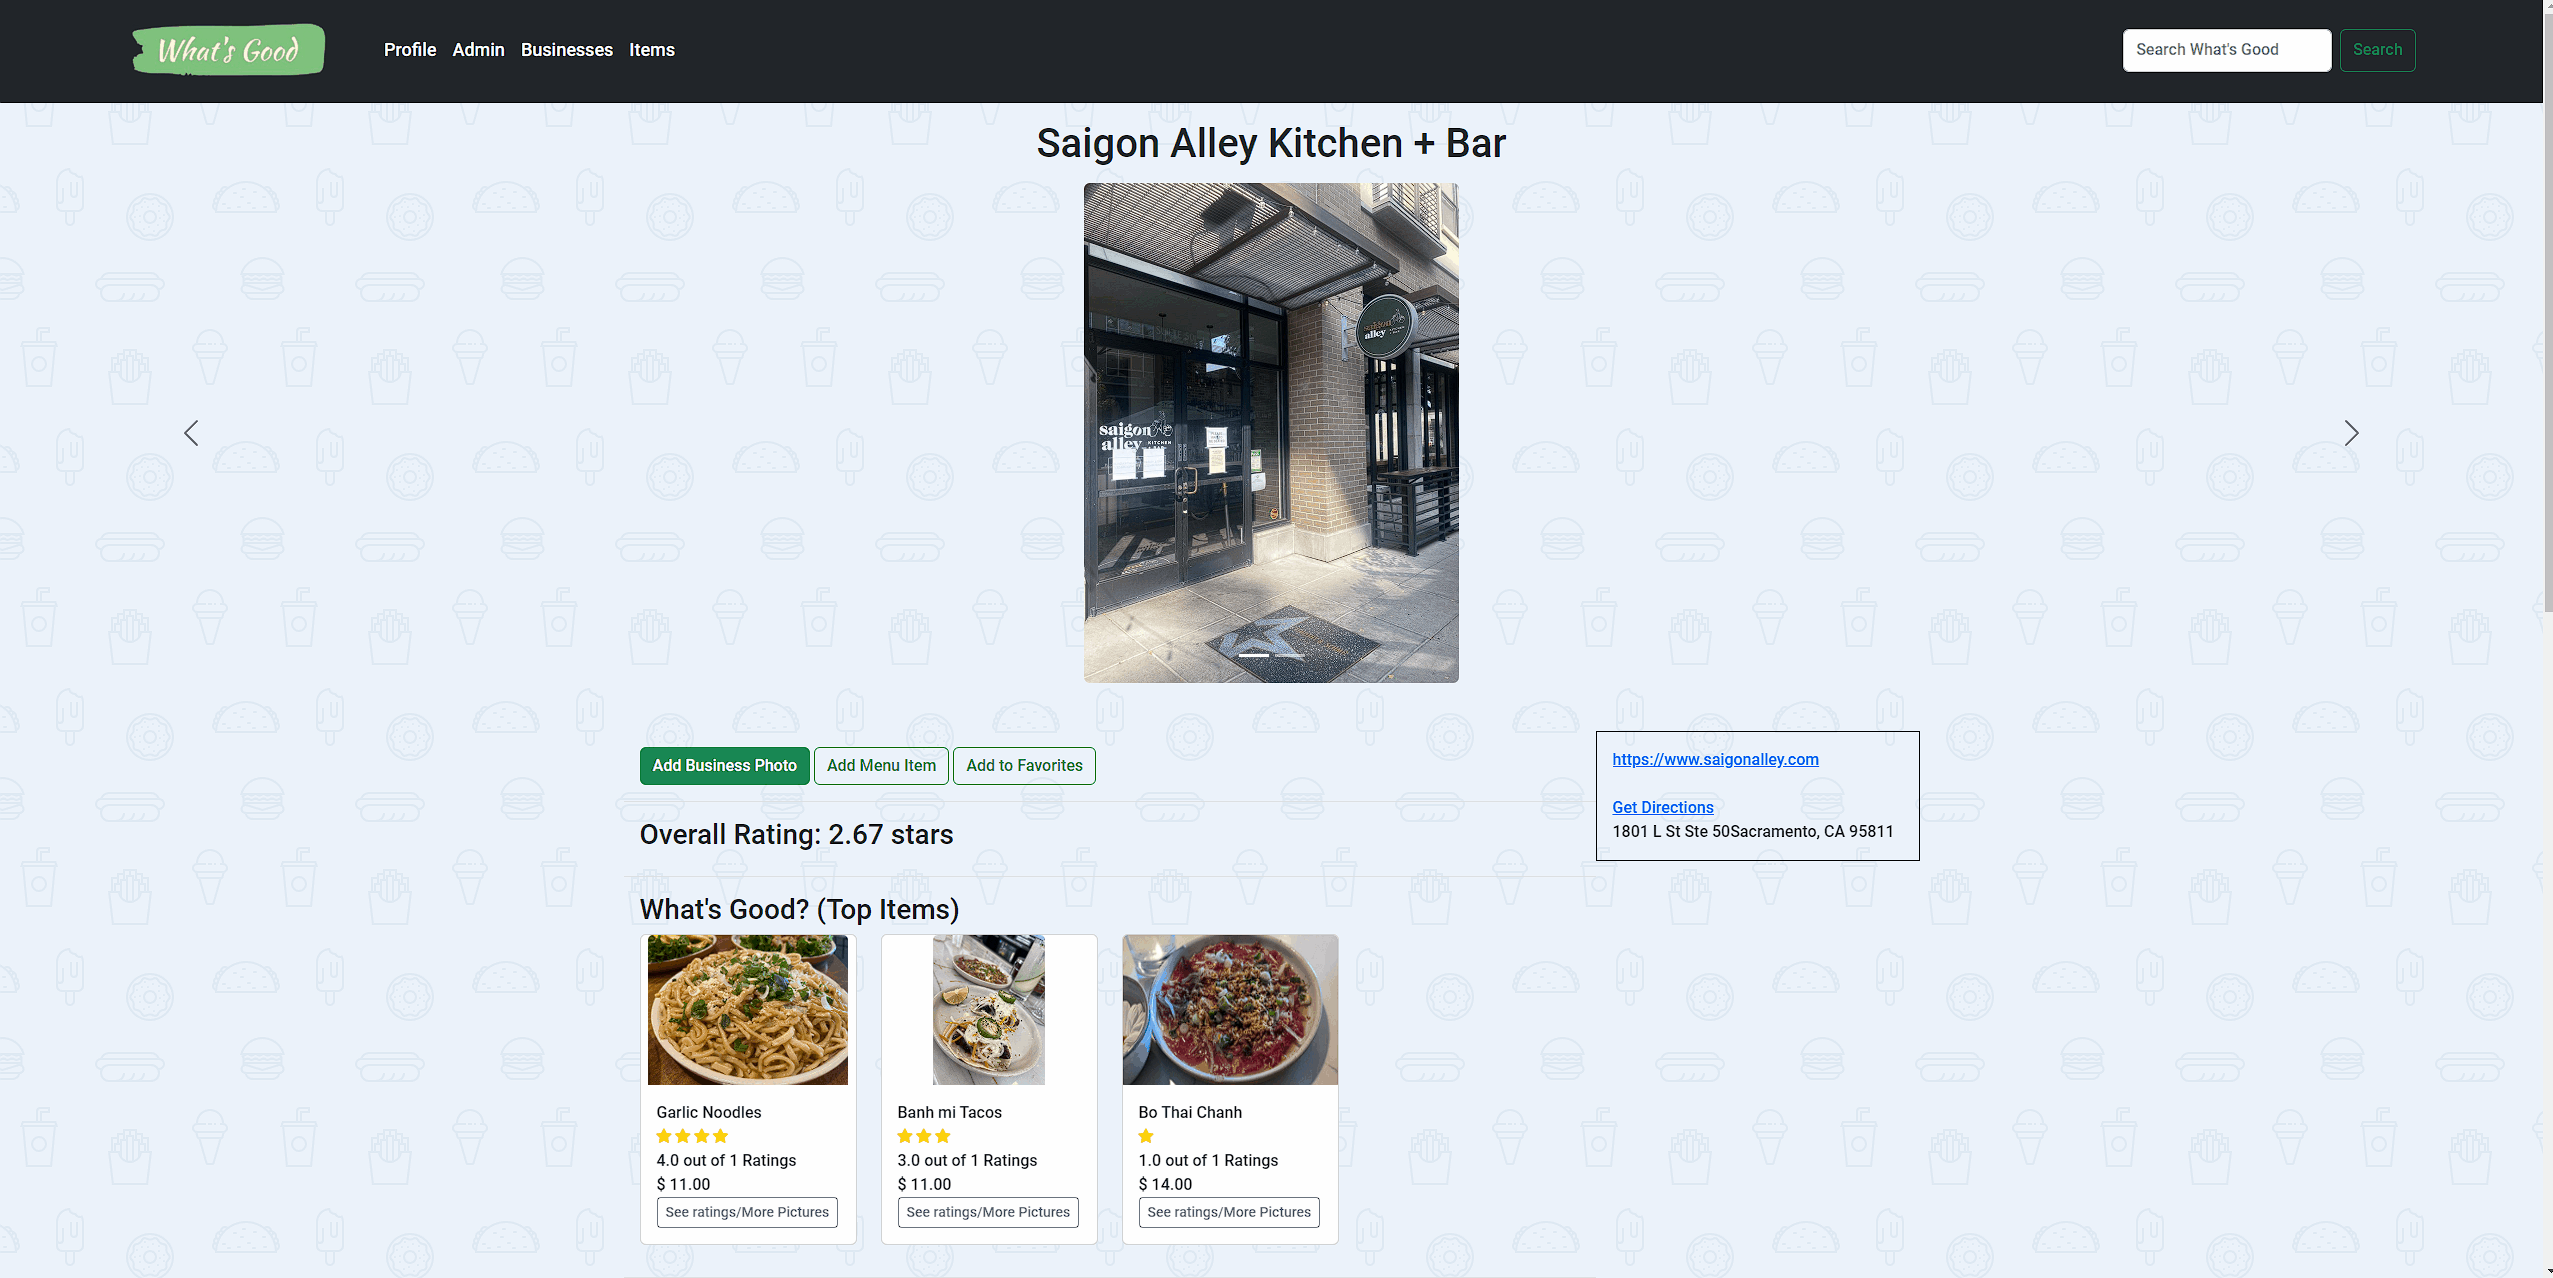 What's Good
Profile Admin Businesses Items
Search What's Good
Search
Saigon Alley Kitchen + Bar
saigon
alley
KITCHEN
saigon
alley
KITCHEN
Add Business Photo
Add Menu Item
Add to Favorites
https://www.saigonalley.com
Get Directions
1801 L St Ste 50Sacramento, CA 95811
Overall Rating: 2.67 stars
What's Good? (Top Items)
Garlic Noodles
4.0 out of 1 Ratings
$ 11.00
See ratings/More Pictures
Banh mi Tacos
3.0 out of 1 Ratings
$ 11.00
See ratings/More Pictures
Bo Thai Chanh
1.0 out of 1 Ratings
$ 14.00
See ratings/More Pictures